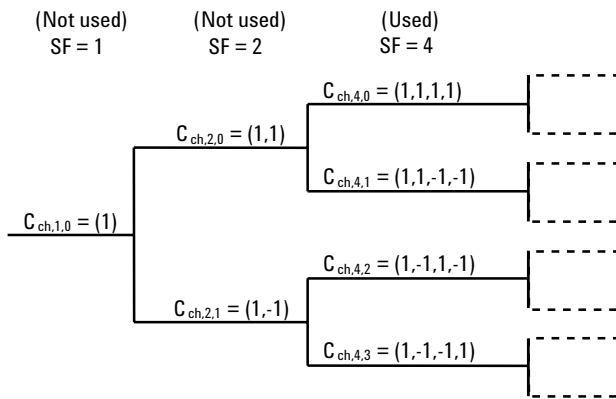 (Not used) (Not used) (Used)
SF = 1 SF = 2 SF = 4
C ch,4,0 = (1,1,1,1)
C ch,2,0 = (1,1)
C ch,4,1 = (1,1,-1,-1)
C ch,1,0 = (1)
C ch,4,2 = (1,-1,1,-1)
C ch,2,1 = (1,-1)
C ch,4,3 = (1,-1,-1,1)